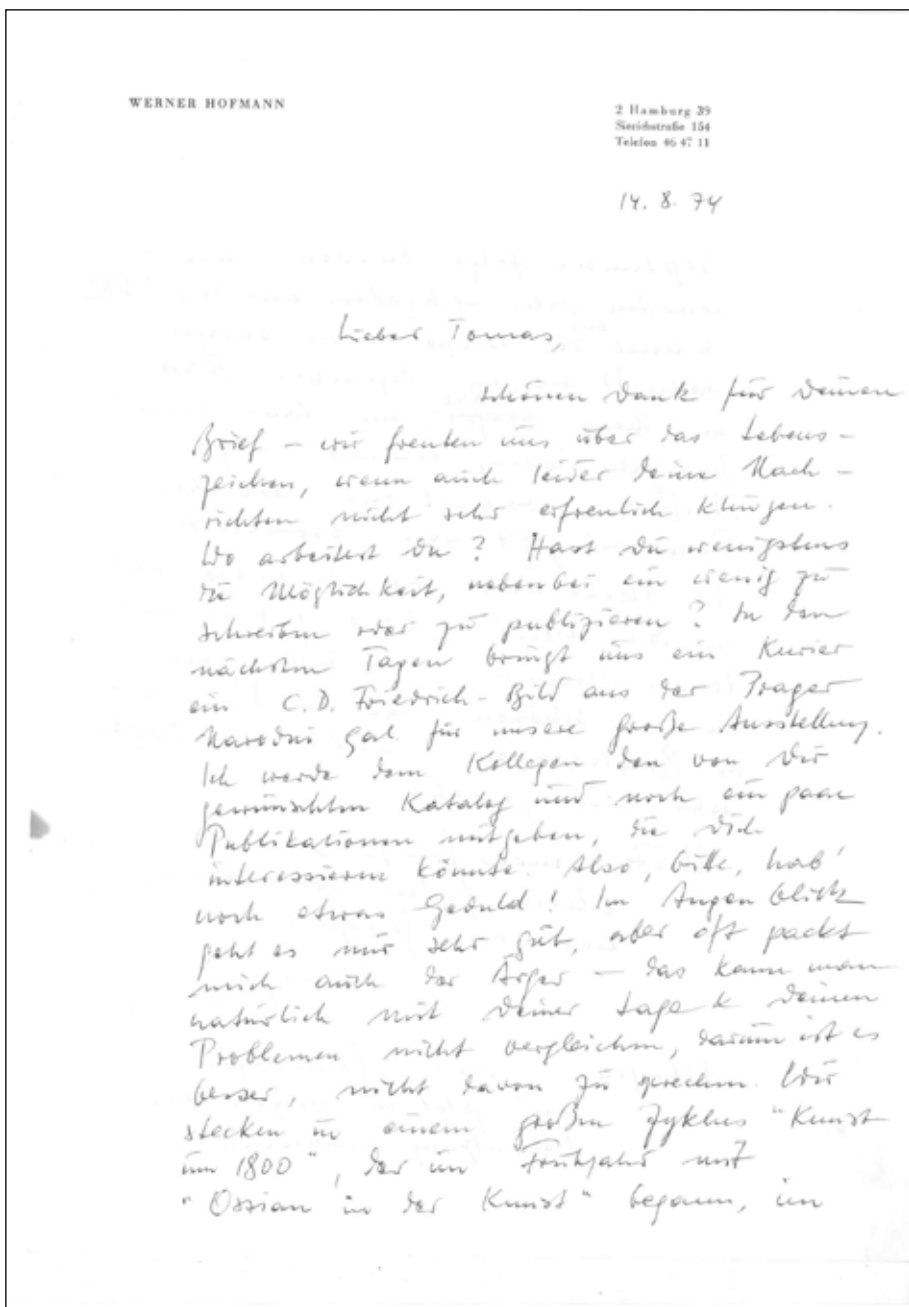 WERNER HOFMANN
2 Hamburg 39
Sierichstraße 154
Telefon 46 47 11
14. 8. 74
Lieber Tomas,
schönen Dank für Deinen
Brief – wir freuten uns über das Lebens-
zeichen, wenn auch leider deine Nach-
richten nicht sehr erfreulich klingen.
Wo arbeitest Du? Hast Du wenigstens
die Möglichkeit, nebenbei ein wenig zu
schreiben oder zu publizieren? In den
nächsten Tagen bringt uns ein Kurier
ein C.D. Friedrich-Bild aus der Prager
Narodni Gal. für unsere große Ausstellung.
Ich werde dem Kollegen den von Dir
gewünschten Katalog und noch ein paar
Publikationen mitgeben, die Dich
interessieren könnte. Also, bitte, hab'
noch etwas Geduld! Im Augenblick
geht es mir sehr gut, aber oft packt
mich auch der Ärger – das kann man
natürlich mit Deiner Lage & Deinen
Problemen nicht vergleichen, darum ist es
besser, nicht davon zu sprechen. Wir
stecken in einem großen Zyklus "Kunst
um 1800", der im Frühjahr mit
"Ossian in der Kunst" begann, im